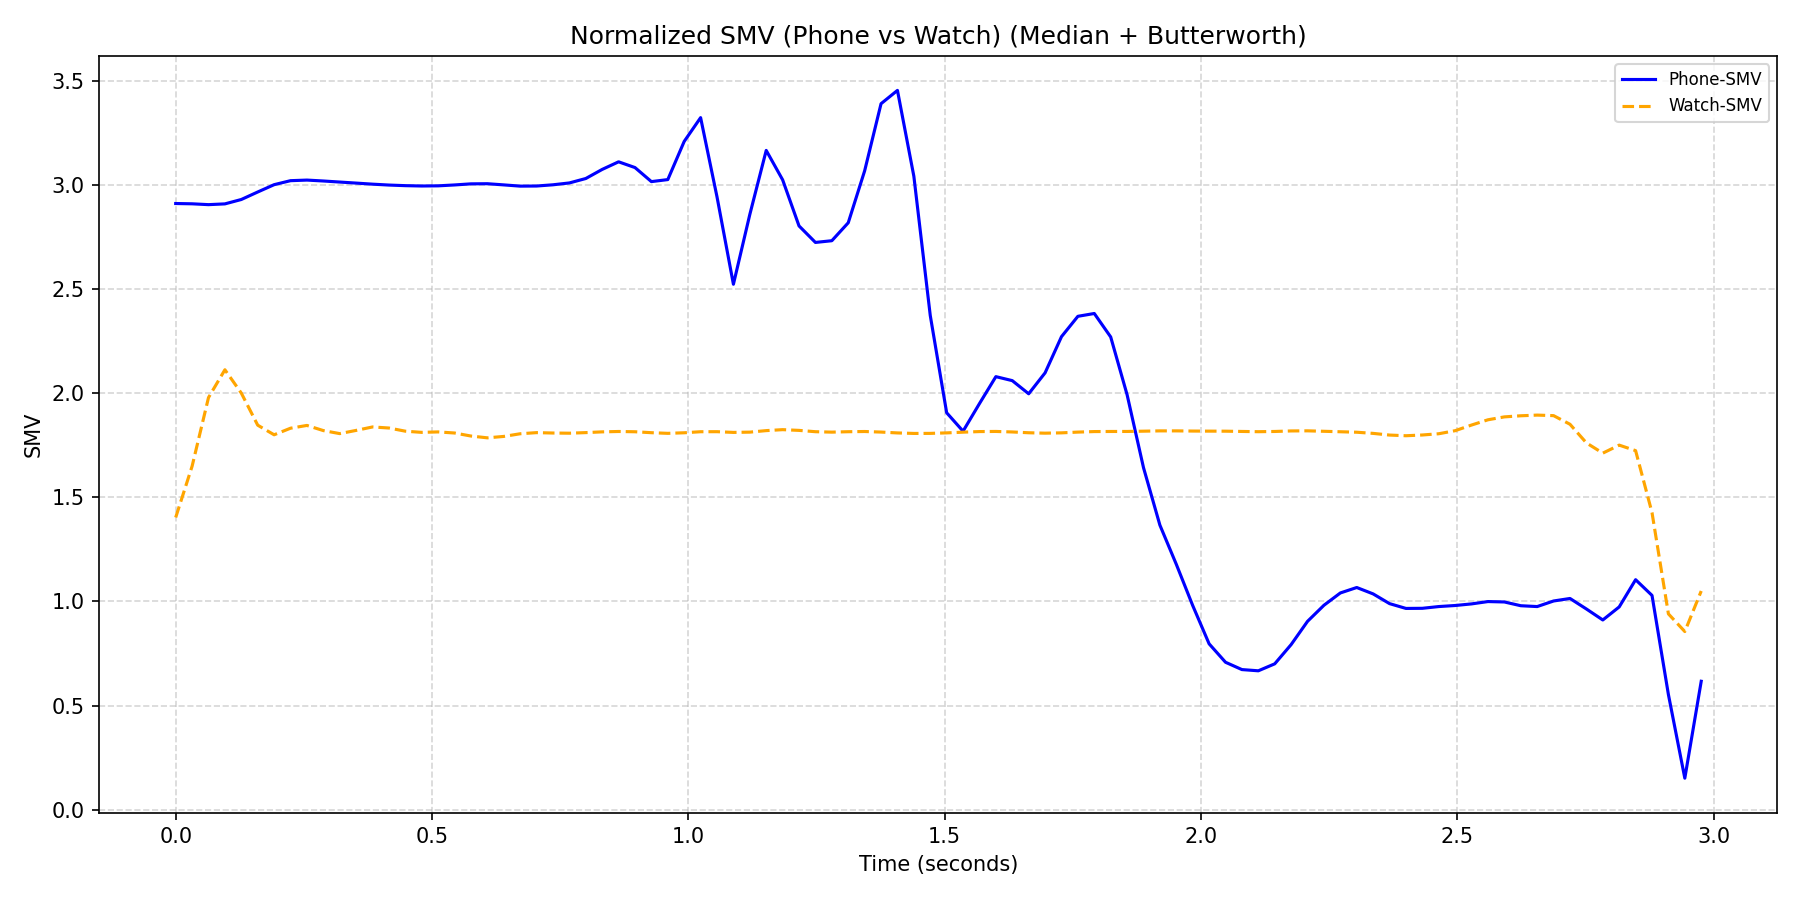 Normalized SMV (Phone vs Watch) (Median + Butterworth)
Phone-SMV
Watch-SMV
3.5
3.0
2.5
2.0
1.5
1.0
0.5
0.0
SMV
0.0 0.5 1.0 1.5 2.0 2.5 3.0
Time (seconds)